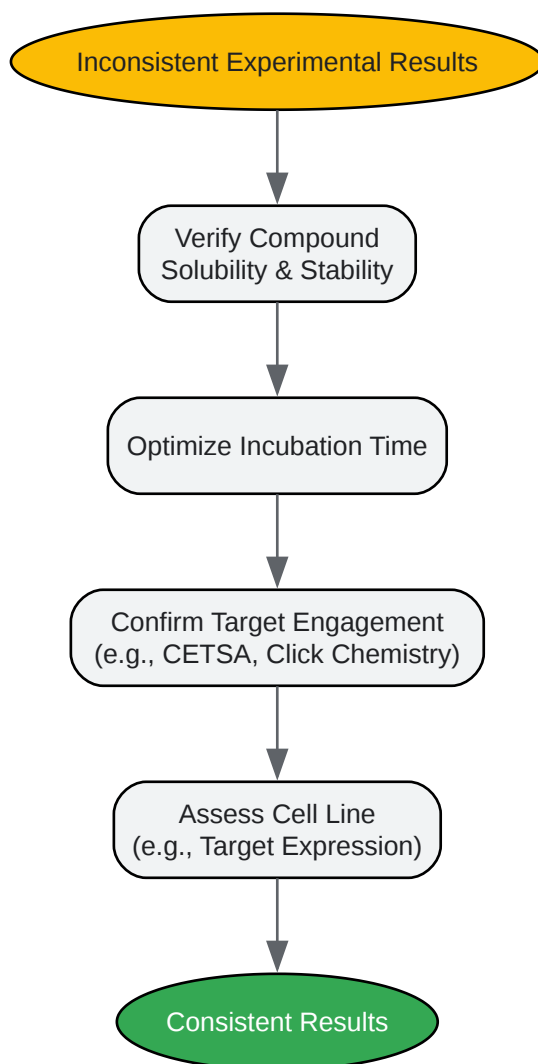 Inconsistent Experimental Results
Verify Compound
Solubility & Stability
Optimize Incubation Time
Confirm Target Engagement
(e.g., CETSA, Click Chemistry)
Assess Cell Line
(e.g., Target Expression)
Consistent Results